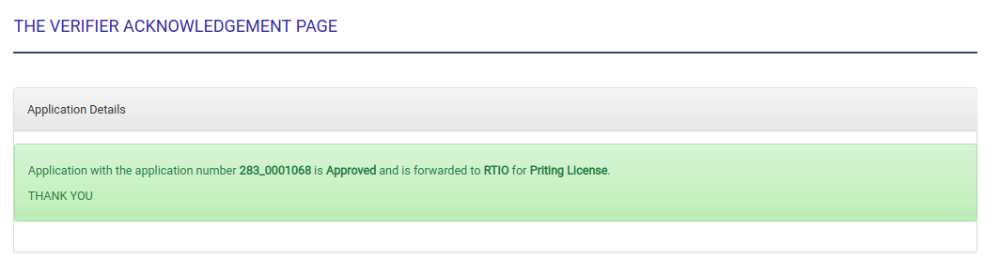 THE VERIFIER ACKNOWLEDGEMENT PAGE
Application Details
Application with the application number 283_0001068 is Approved and is forwarded to RTIO for Priting License.
THANK YOU